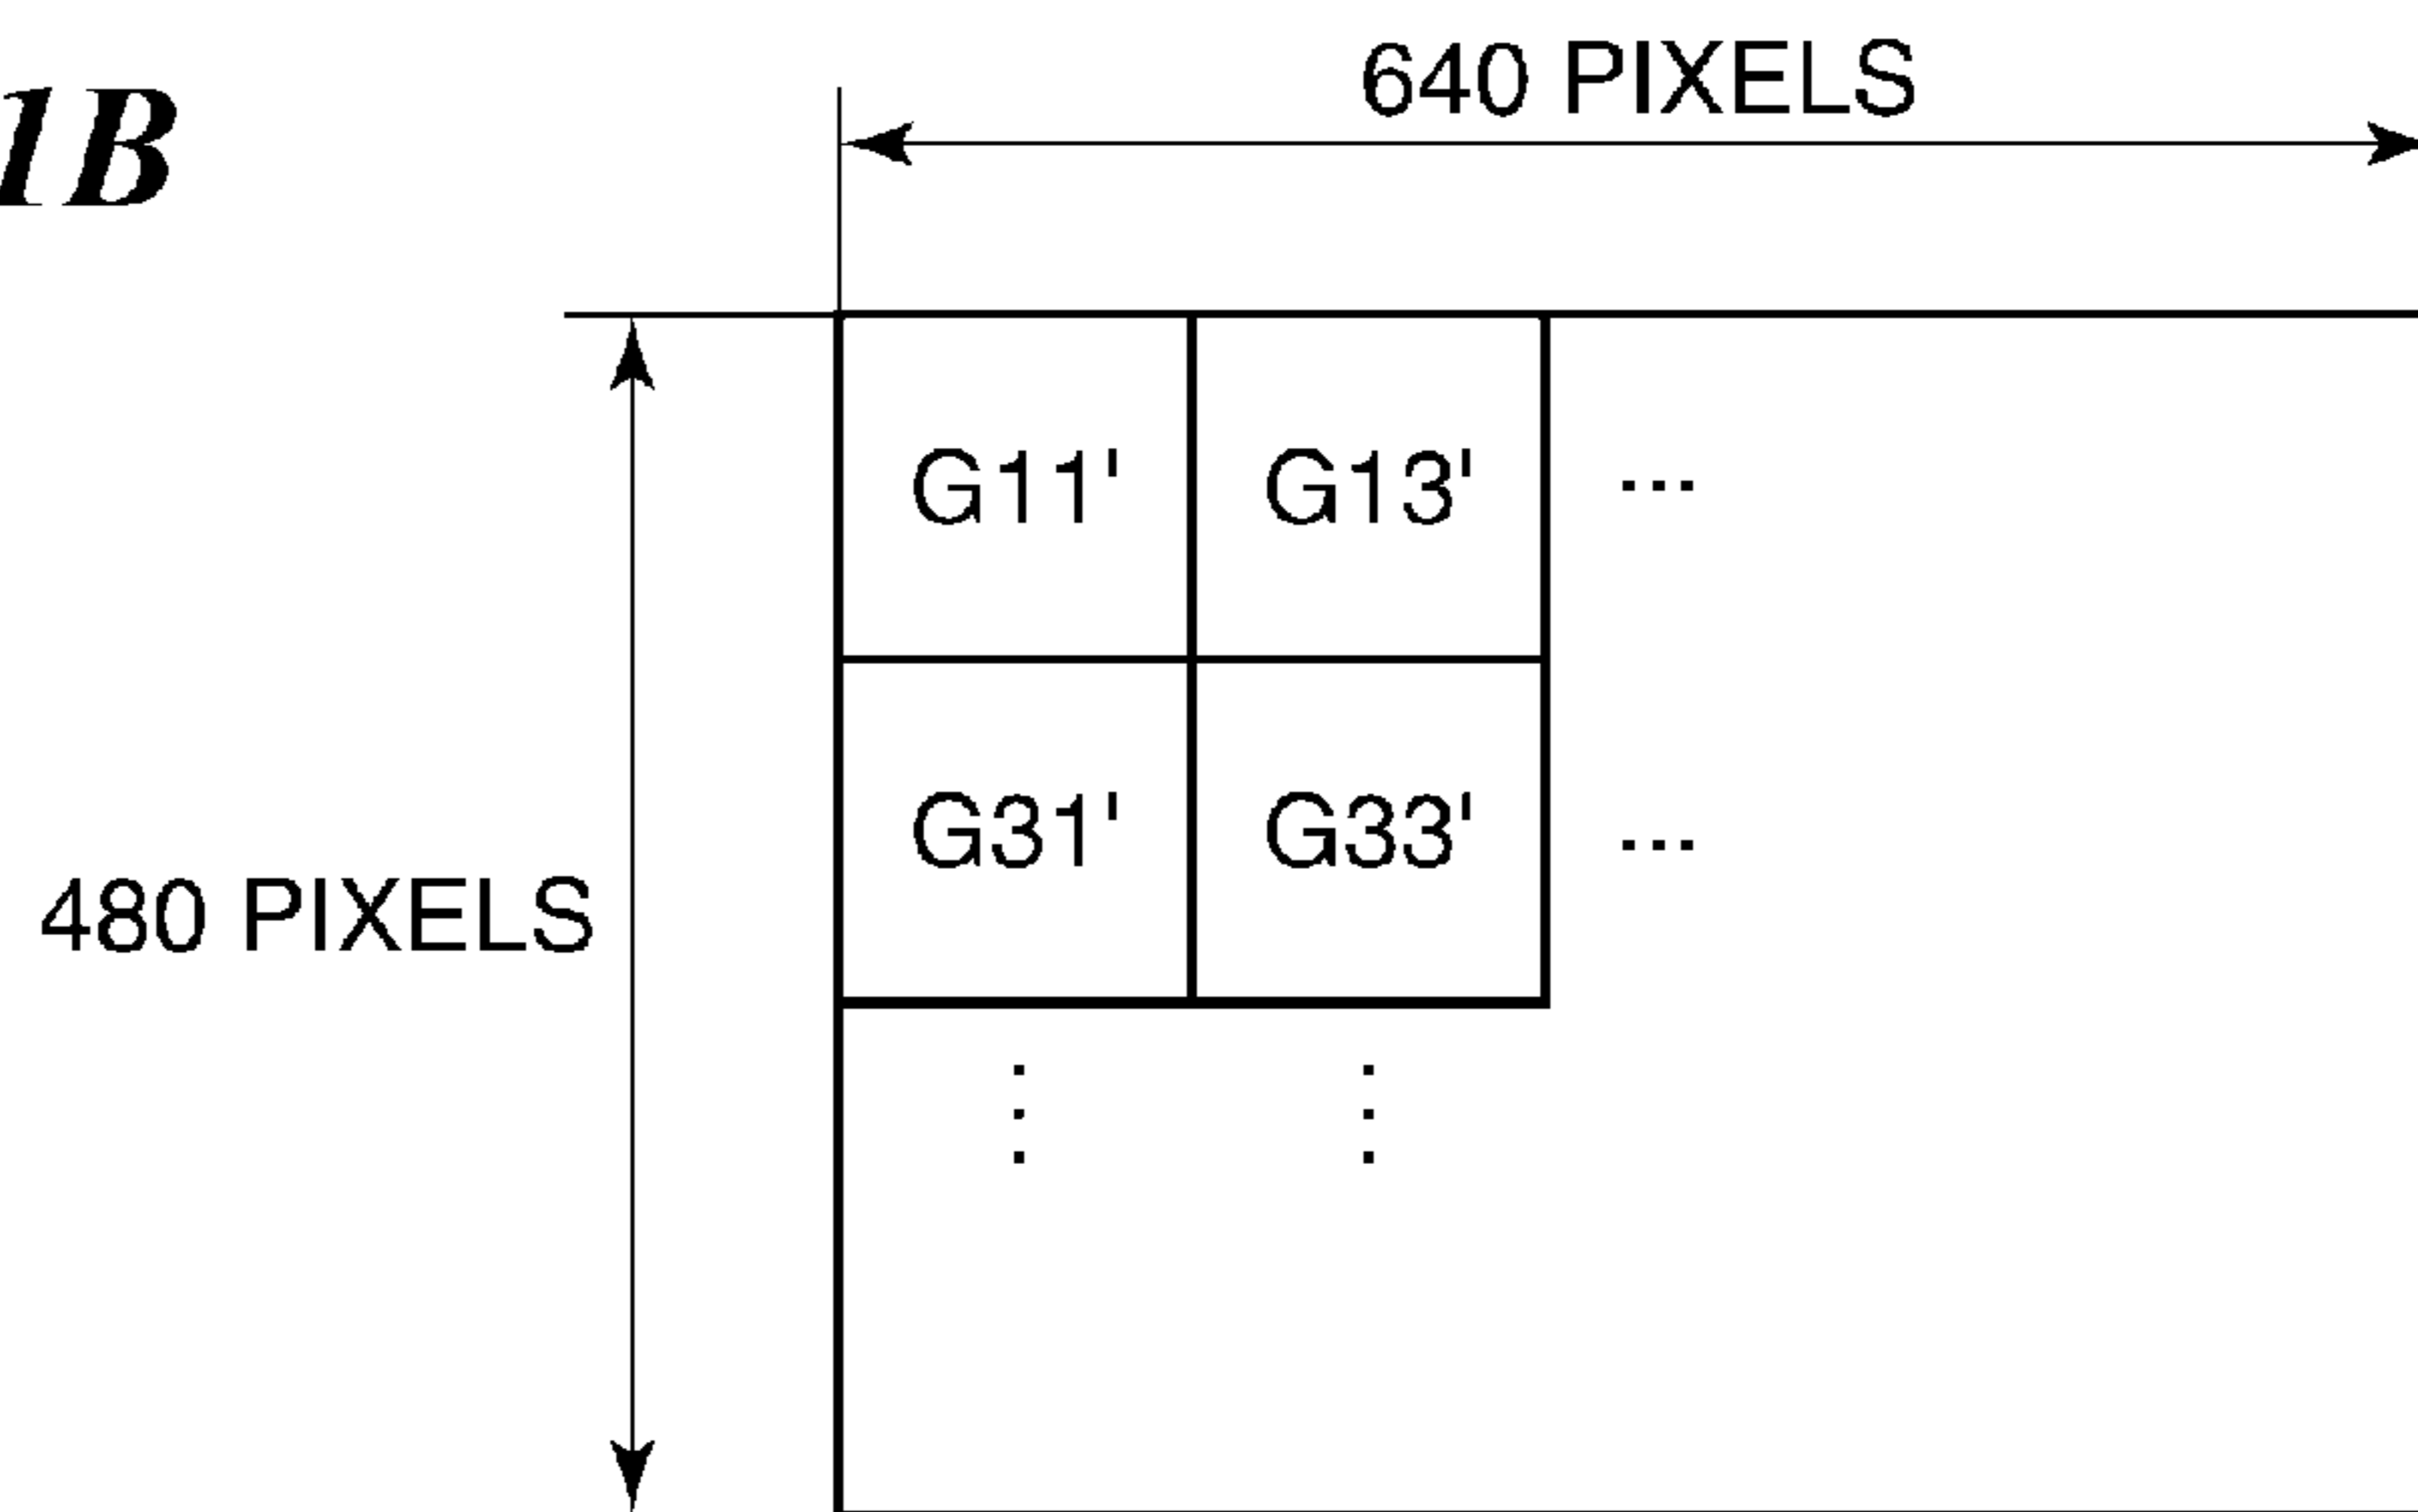 1B
640 PIXELS
G11' G13' ...
G31' G33' ...
480 PIXELS